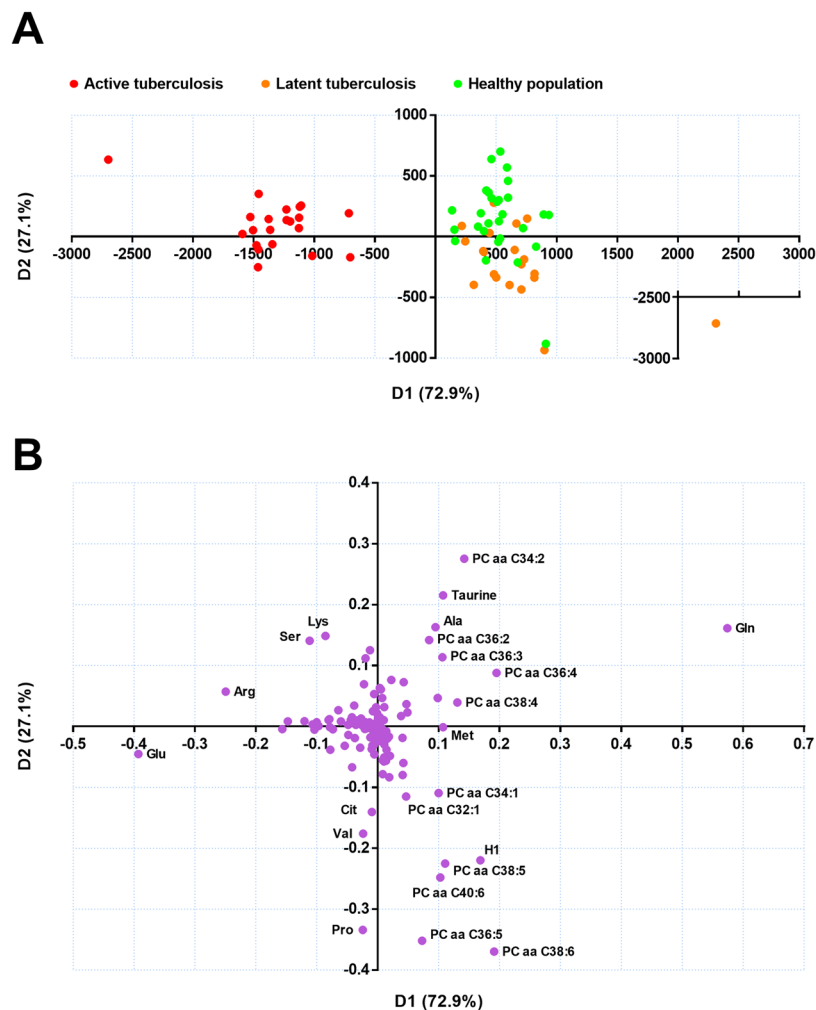 A
Active tuberculosis Latent tuberculosis Healthy population
1000
500
-3000 -2500 -2000 -1500 -1000 -500 500 1000 1500 2000 2500 3000
-500 -2500
-1000 -3000
D2 (27.1%)
D1 (72.9%)
B
0.4
0.3
PC aa C34:2
0.2 Taurine
Lys Ala Gln
Ser PC aa C36:2
0.1 PC aa C36:3
PC aa C36:4
Arg PC aa C38:4
Met
-0.5 -0.4 -0.3 -0.2 -0.1 0.1 0.2 0.3 0.4 0.5 0.6 0.7
Glu
-0.1 PC aa C34:1
Cit PC aa C32:1
Val
-0.2 H1
PC aa C38:5
PC aa C40:6
-0.3
Pro PC aa C36:5
PC aa C38:6
-0.4
D2 (27.1%)
D1 (72.9%)